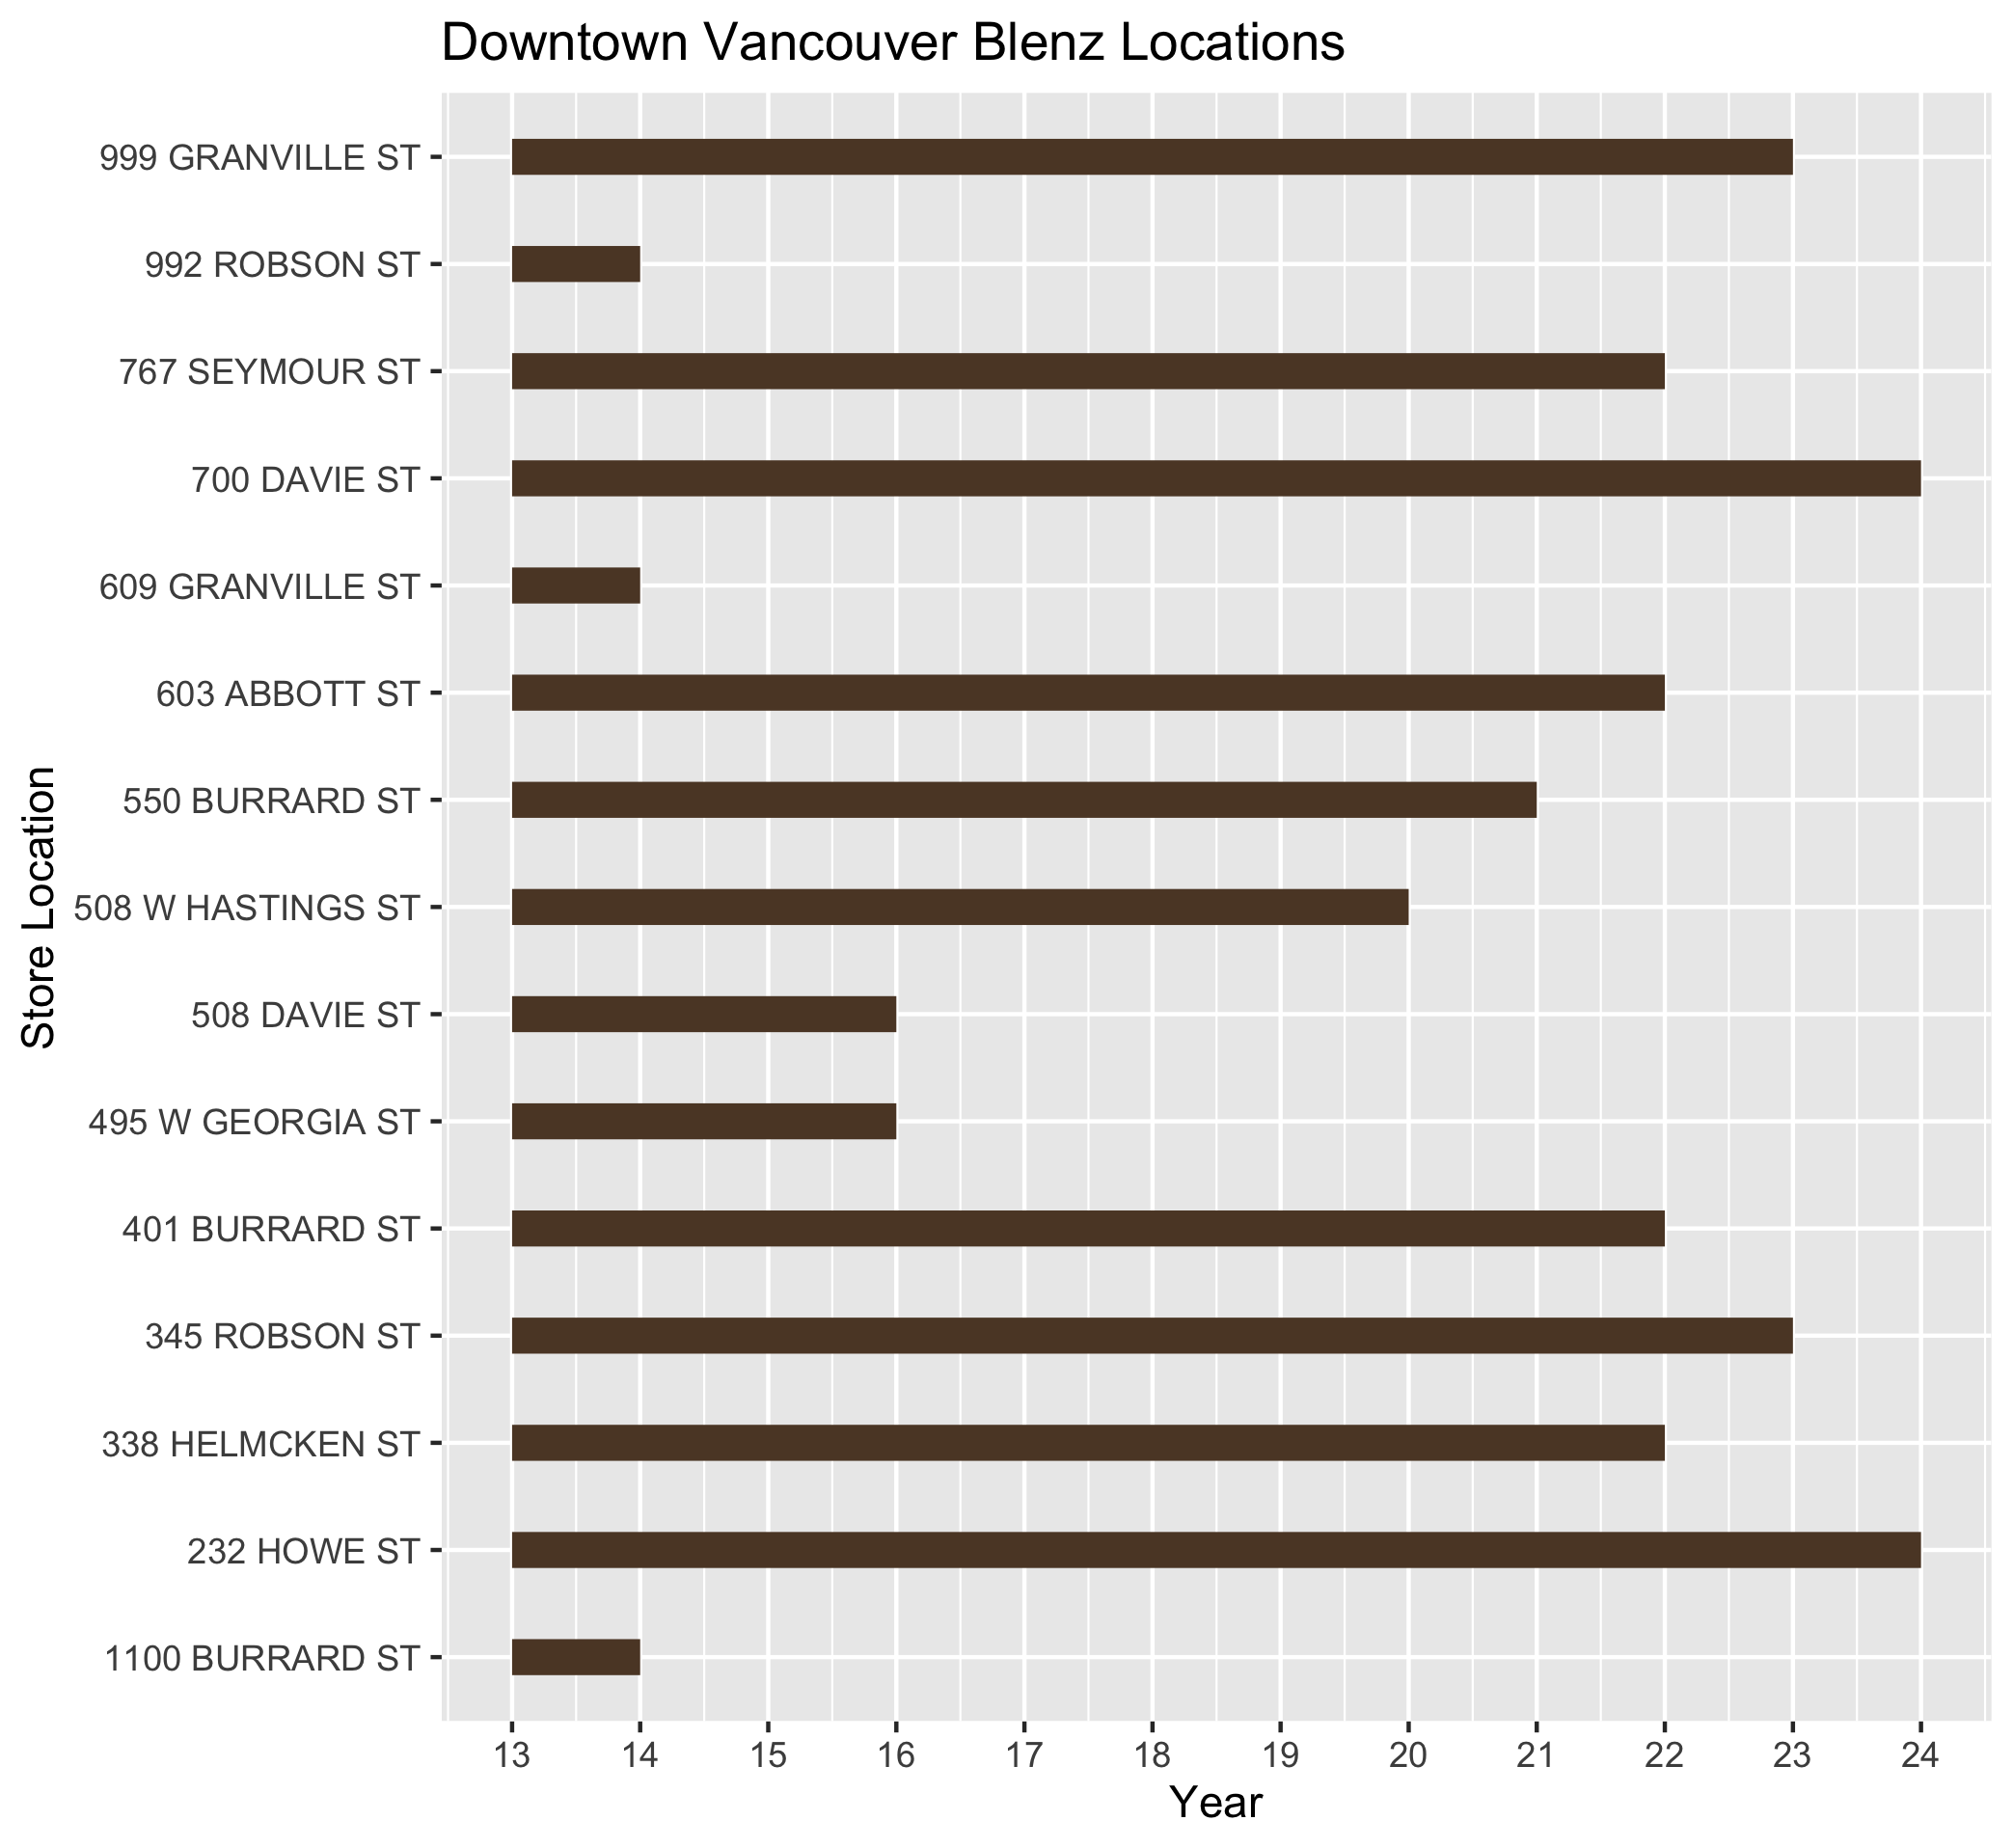 Downtown Vancouver Blenz Locations
999 GRANVILLE ST
992 ROBSON ST
767 SEYMOUR ST
700 DAVIE ST
609 GRANVILLE ST
603 ABBOTT ST
550 BURRARD ST
508 W HASTINGS ST
508 DAVIE ST
495 W GEORGIA ST
401 BURRARD ST
345 ROBSON ST
338 HELMCKEN ST
232 HOWE ST
1100 BURRARD ST
Store Location
13 14 15 16 17 18 19 20 21 22 23 24
Year